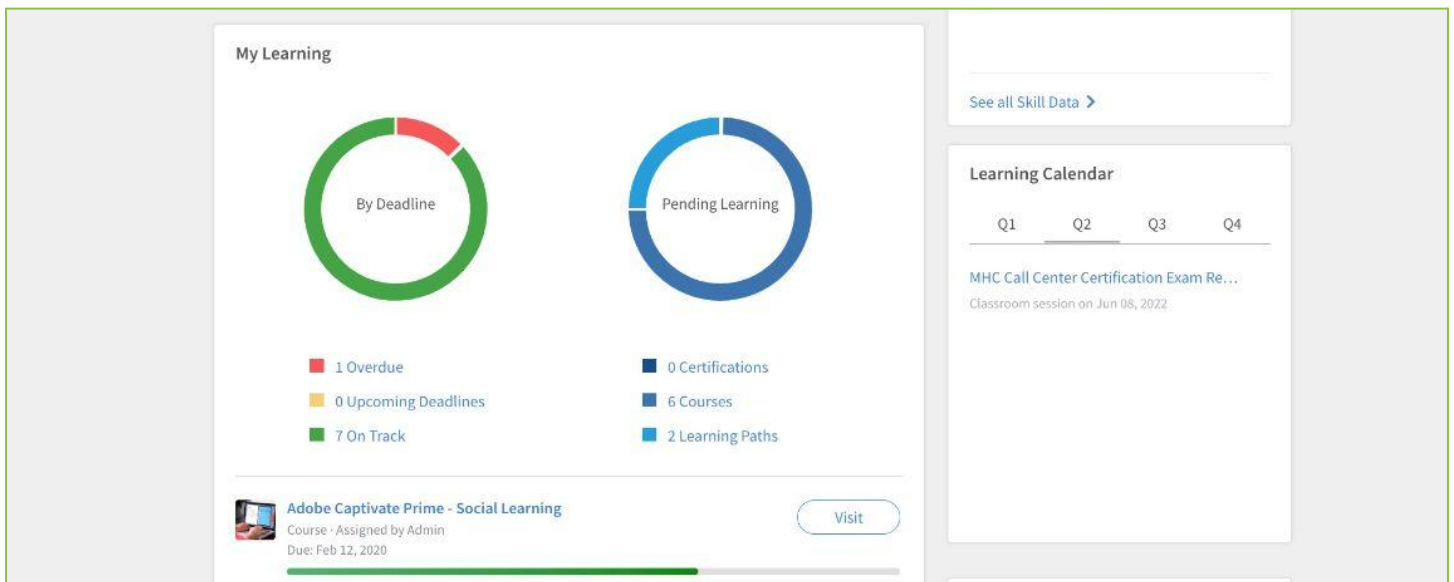 My Learning
By Deadline
Pending Learning
1 Overdue
0 Upcoming Deadlines
7 On Track
0 Certifications
6 Courses
2 Learning Paths
Adobe Captivate Prime - Social Learning
Course · Assigned by Admin
Due: Feb 12, 2020
Visit
See all Skill Data
Learning Calendar
Q1 Q2 Q3 Q4
MHC Call Center Certification Exam Re...
Classroom session on Jun 08, 2022